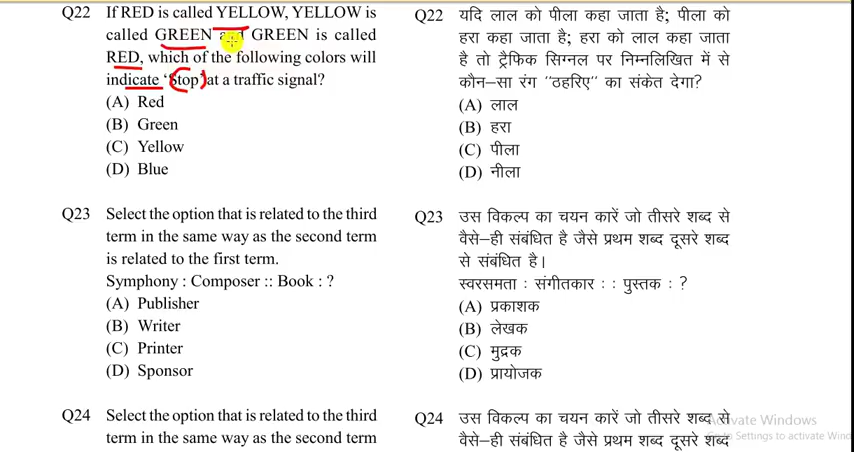 Q22 If RED is called YELLOW, YELLOW is
called GREEN and GREEN is called
RED, which of the following colors will
indicate ‘Stop’ at a traffic signal?
(A) Red
(B) Green
(C) Yellow
(D) Blue
Q23 Select the option that is related to the third
term in the same way as the second term
is related to the first term.
Symphony : Composer :: Book : ?
(A) Publisher
(B) Writer
(C) Printer
(D) Sponsor
Q24 Select the option that is related to the third
term in the same way as the second term
Q22 यदि लाल को पीला कहा जाता है; पीला को
हरा कहा जाता है; हरा को लाल कहा जाता
है तो ट्रैफिक सिग्नल पर निम्नलिखित में से
कौन–सा रंग ‘‘ठहरिए’’ का संकेत देगा?
(A) लाल
(B) हरा
(C) पीला
(D) नीला
Q23 उस विकल्प का चयन कारें जो तीसरे शब्द से
वैसे–ही संबंधित है जैसे प्रथम शब्द दूसरे शब्द
से संबंधित है।
स्वरसमता : संगीतकार : : पुस्तक : ?
(A) प्रकाशक
(B) लेखक
(C) मुद्रक
(D) प्रायोजक
Q24 उस विकल्प का चयन कारें जो तीसरे शब्द से
वैसे–ही संबंधित है जैसे प्रथम शब्द दूसरे शब्द
Activate Windows
Go to Settings to activate Wind